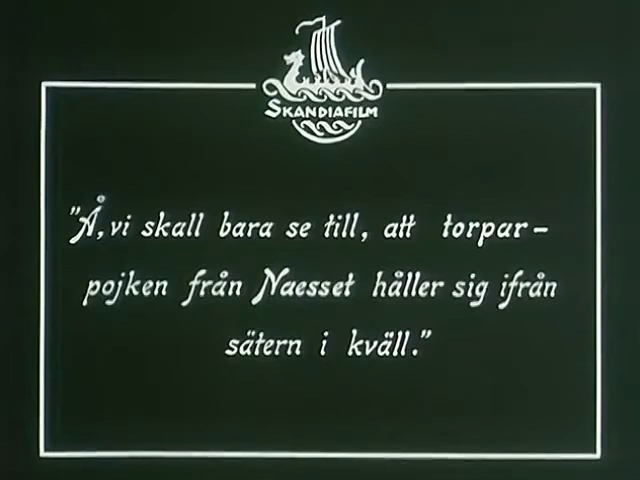 SKANDIAFILM
"Å, vi skall bara se till, att torpar-
pojken från Naesset håller sig ifrån
sätern i kväll."